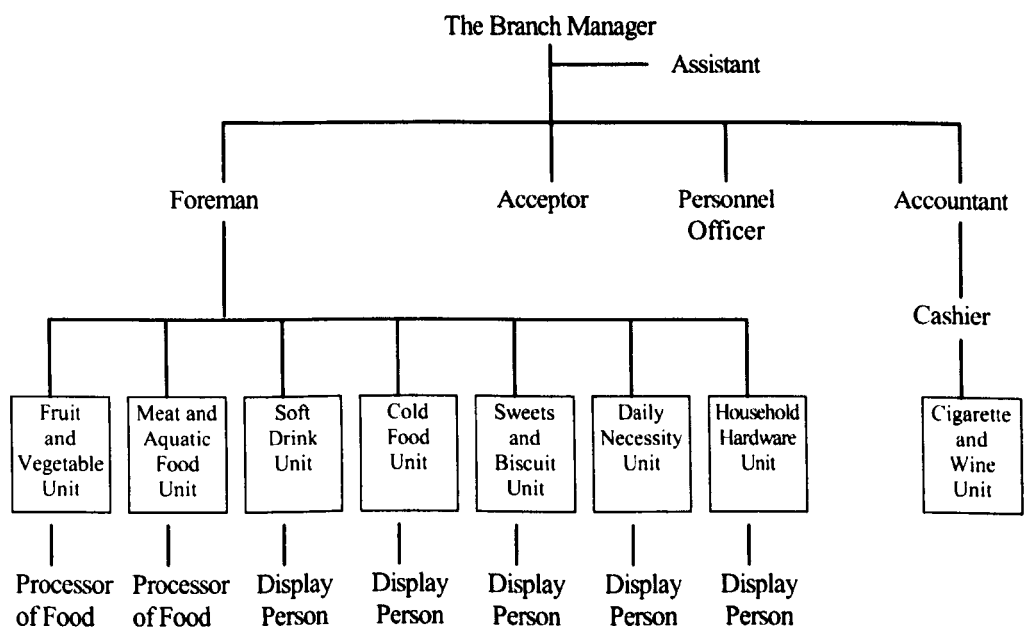 The Branch Manager
Assistant
Foreman
Acceptor
Personnel
Officer
Accountant
Cashier
Fruit
and
Vegetable
Unit
Meat and
Aquatic
Food
Unit
Soft
Drink
Unit
Cold
Food
Unit
Sweets
and
Biscuit
Unit
Daily
Necessity
Unit
Household
Hardware
Unit
Cigarette
and
Wine
Unit
Processor
of Food
Processor
of Food
Display
Person
Display
Person
Display
Person
Display
Person
Display
Person